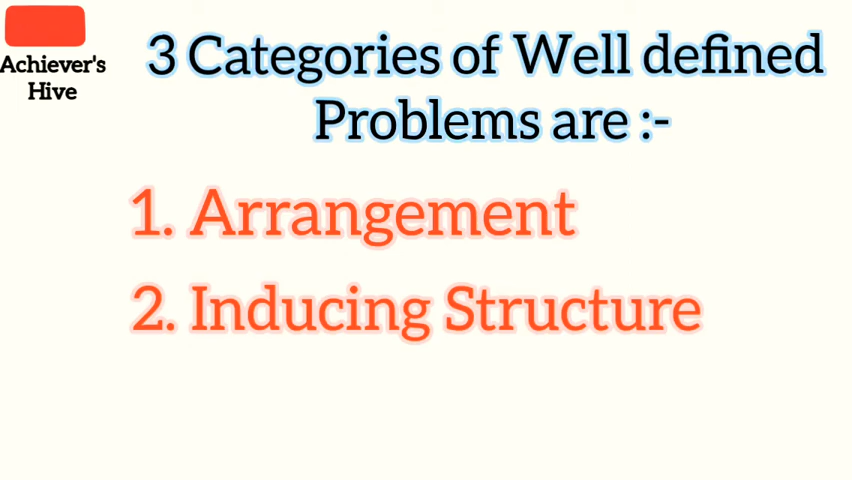 Achiever's
Hive
3 Categories of Well defined
Problems are :-
1. Arrangement
2. Inducing Structure